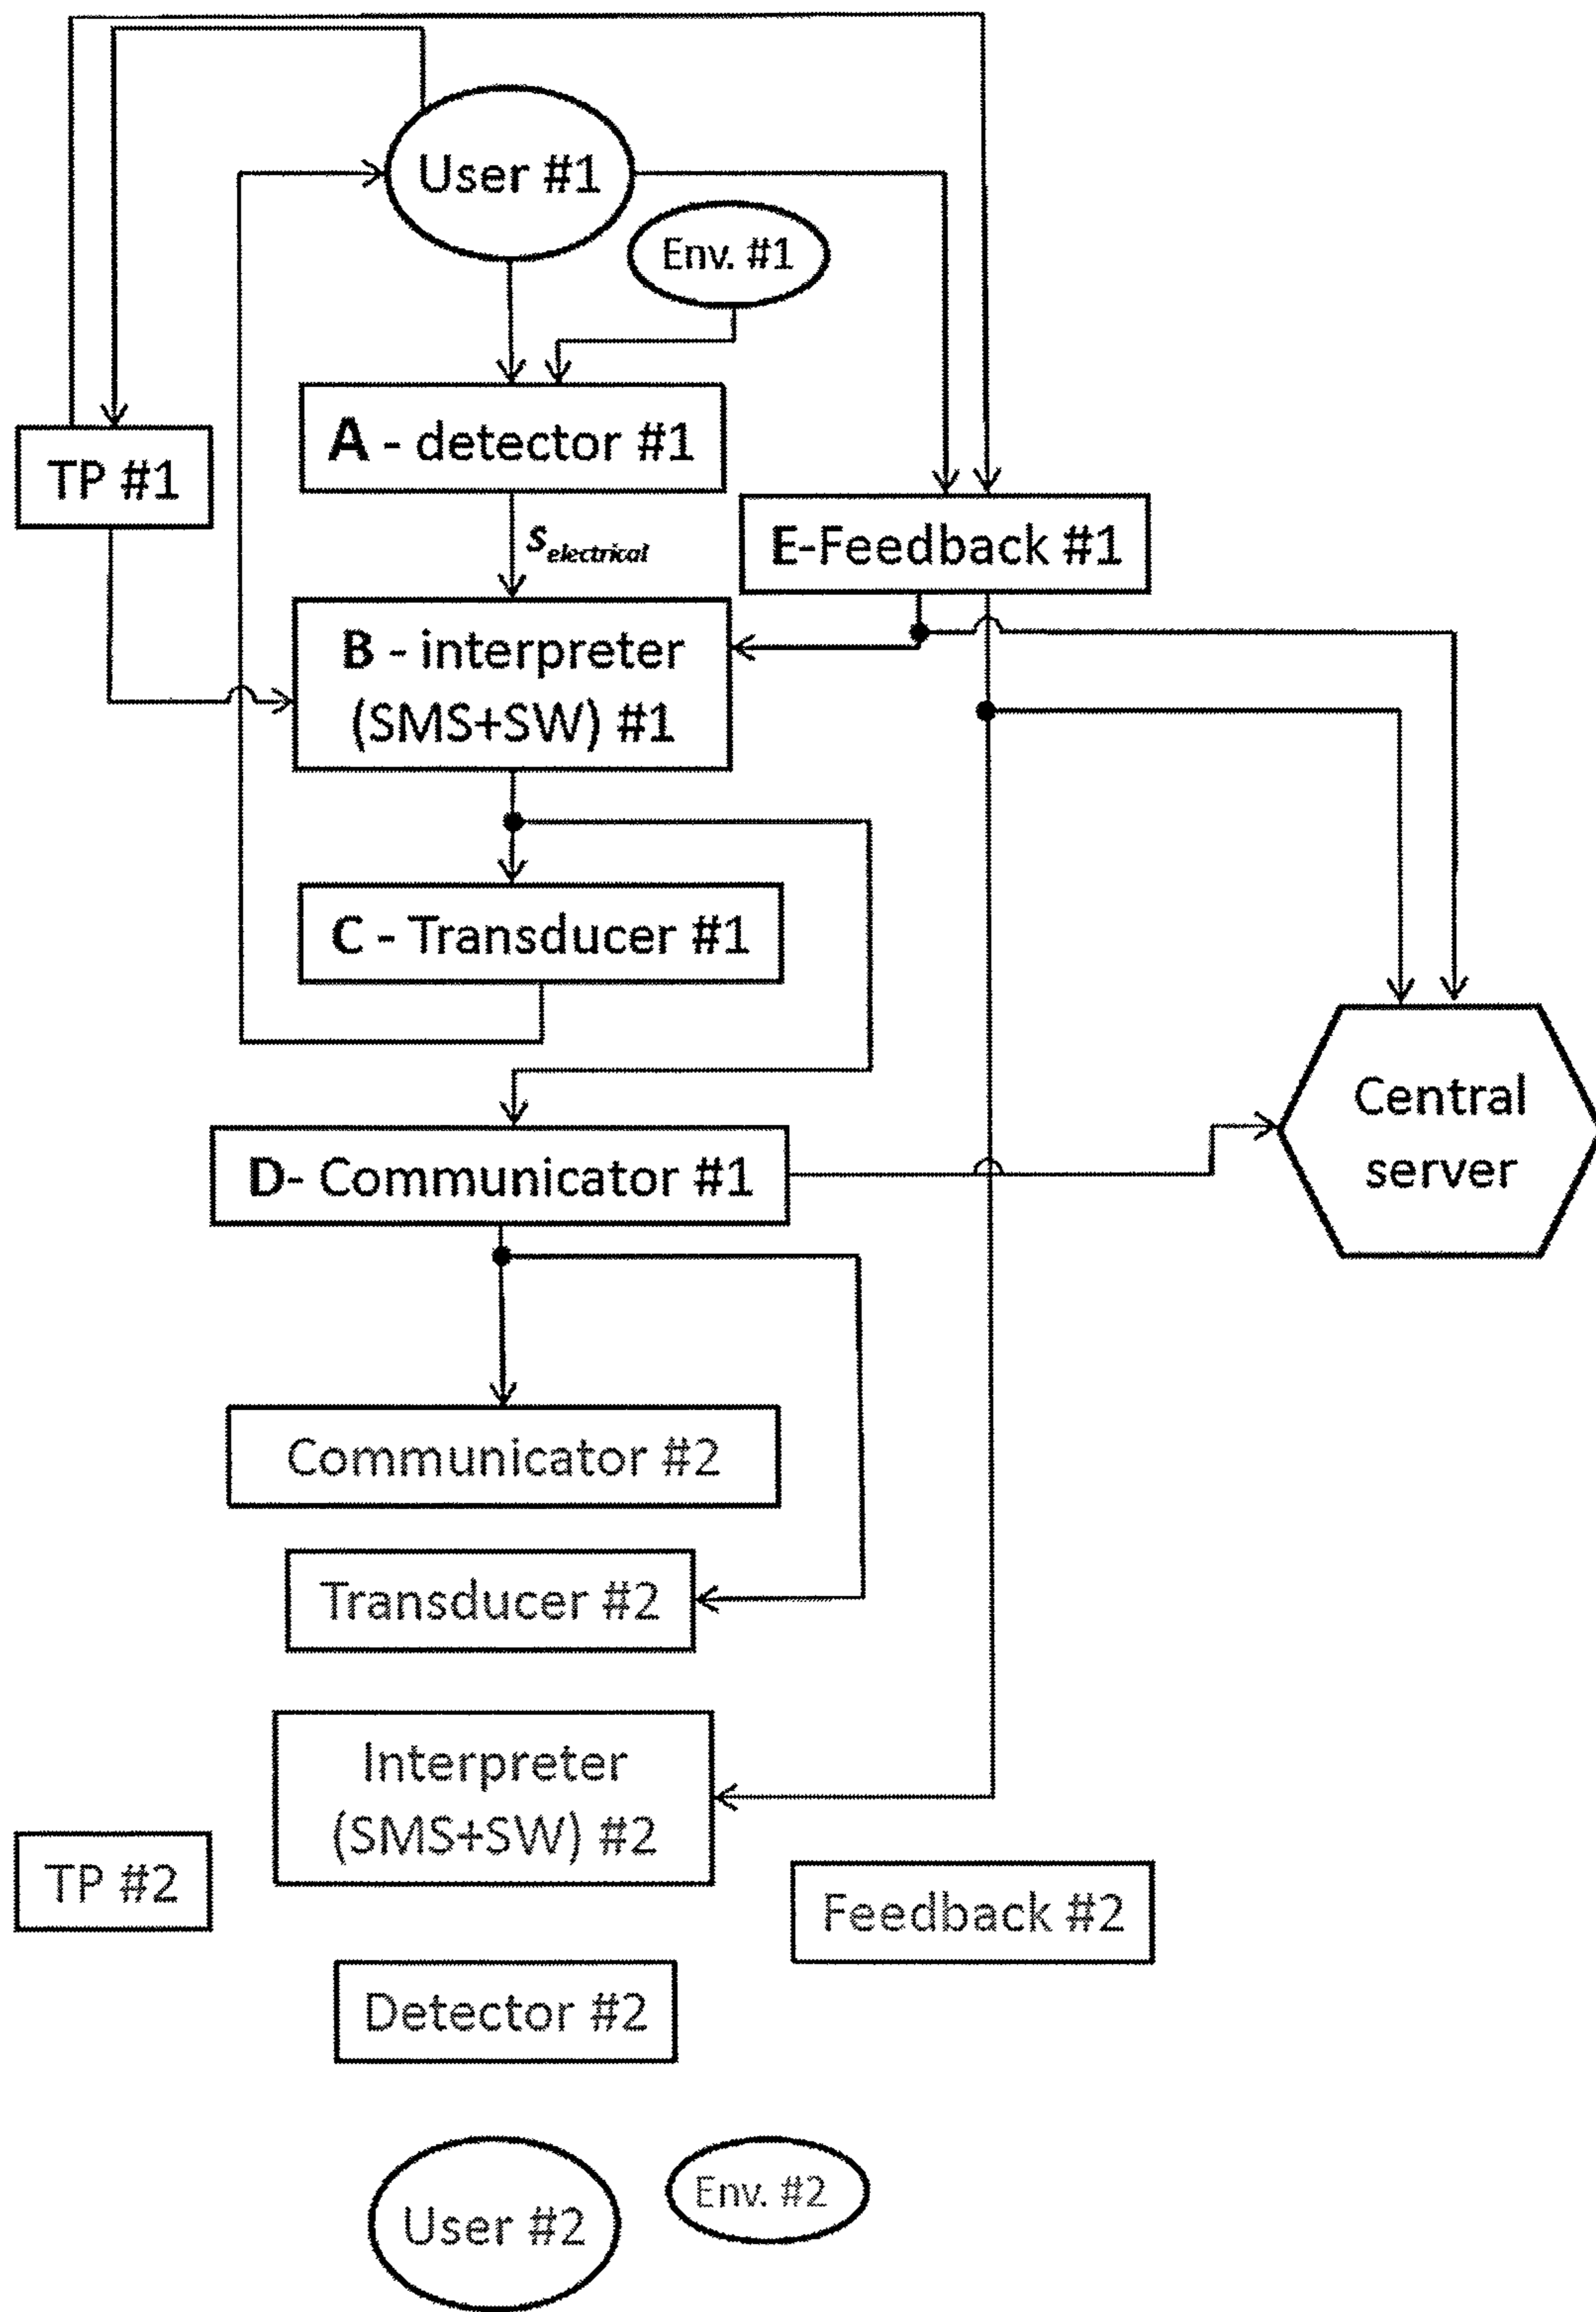 User #1
Env. #1
A - detector #1
TP #1
s electrical
E-Feedback #1
B - interpreter
(SMS+SW) #1
C - Transducer #1
Central
server
D- Communicator #1
Communicator #2
Transducer #2
Interpreter
(SMS+SW) #2
TP #2
Feedback #2
Detector #2
Env. #2
User #2